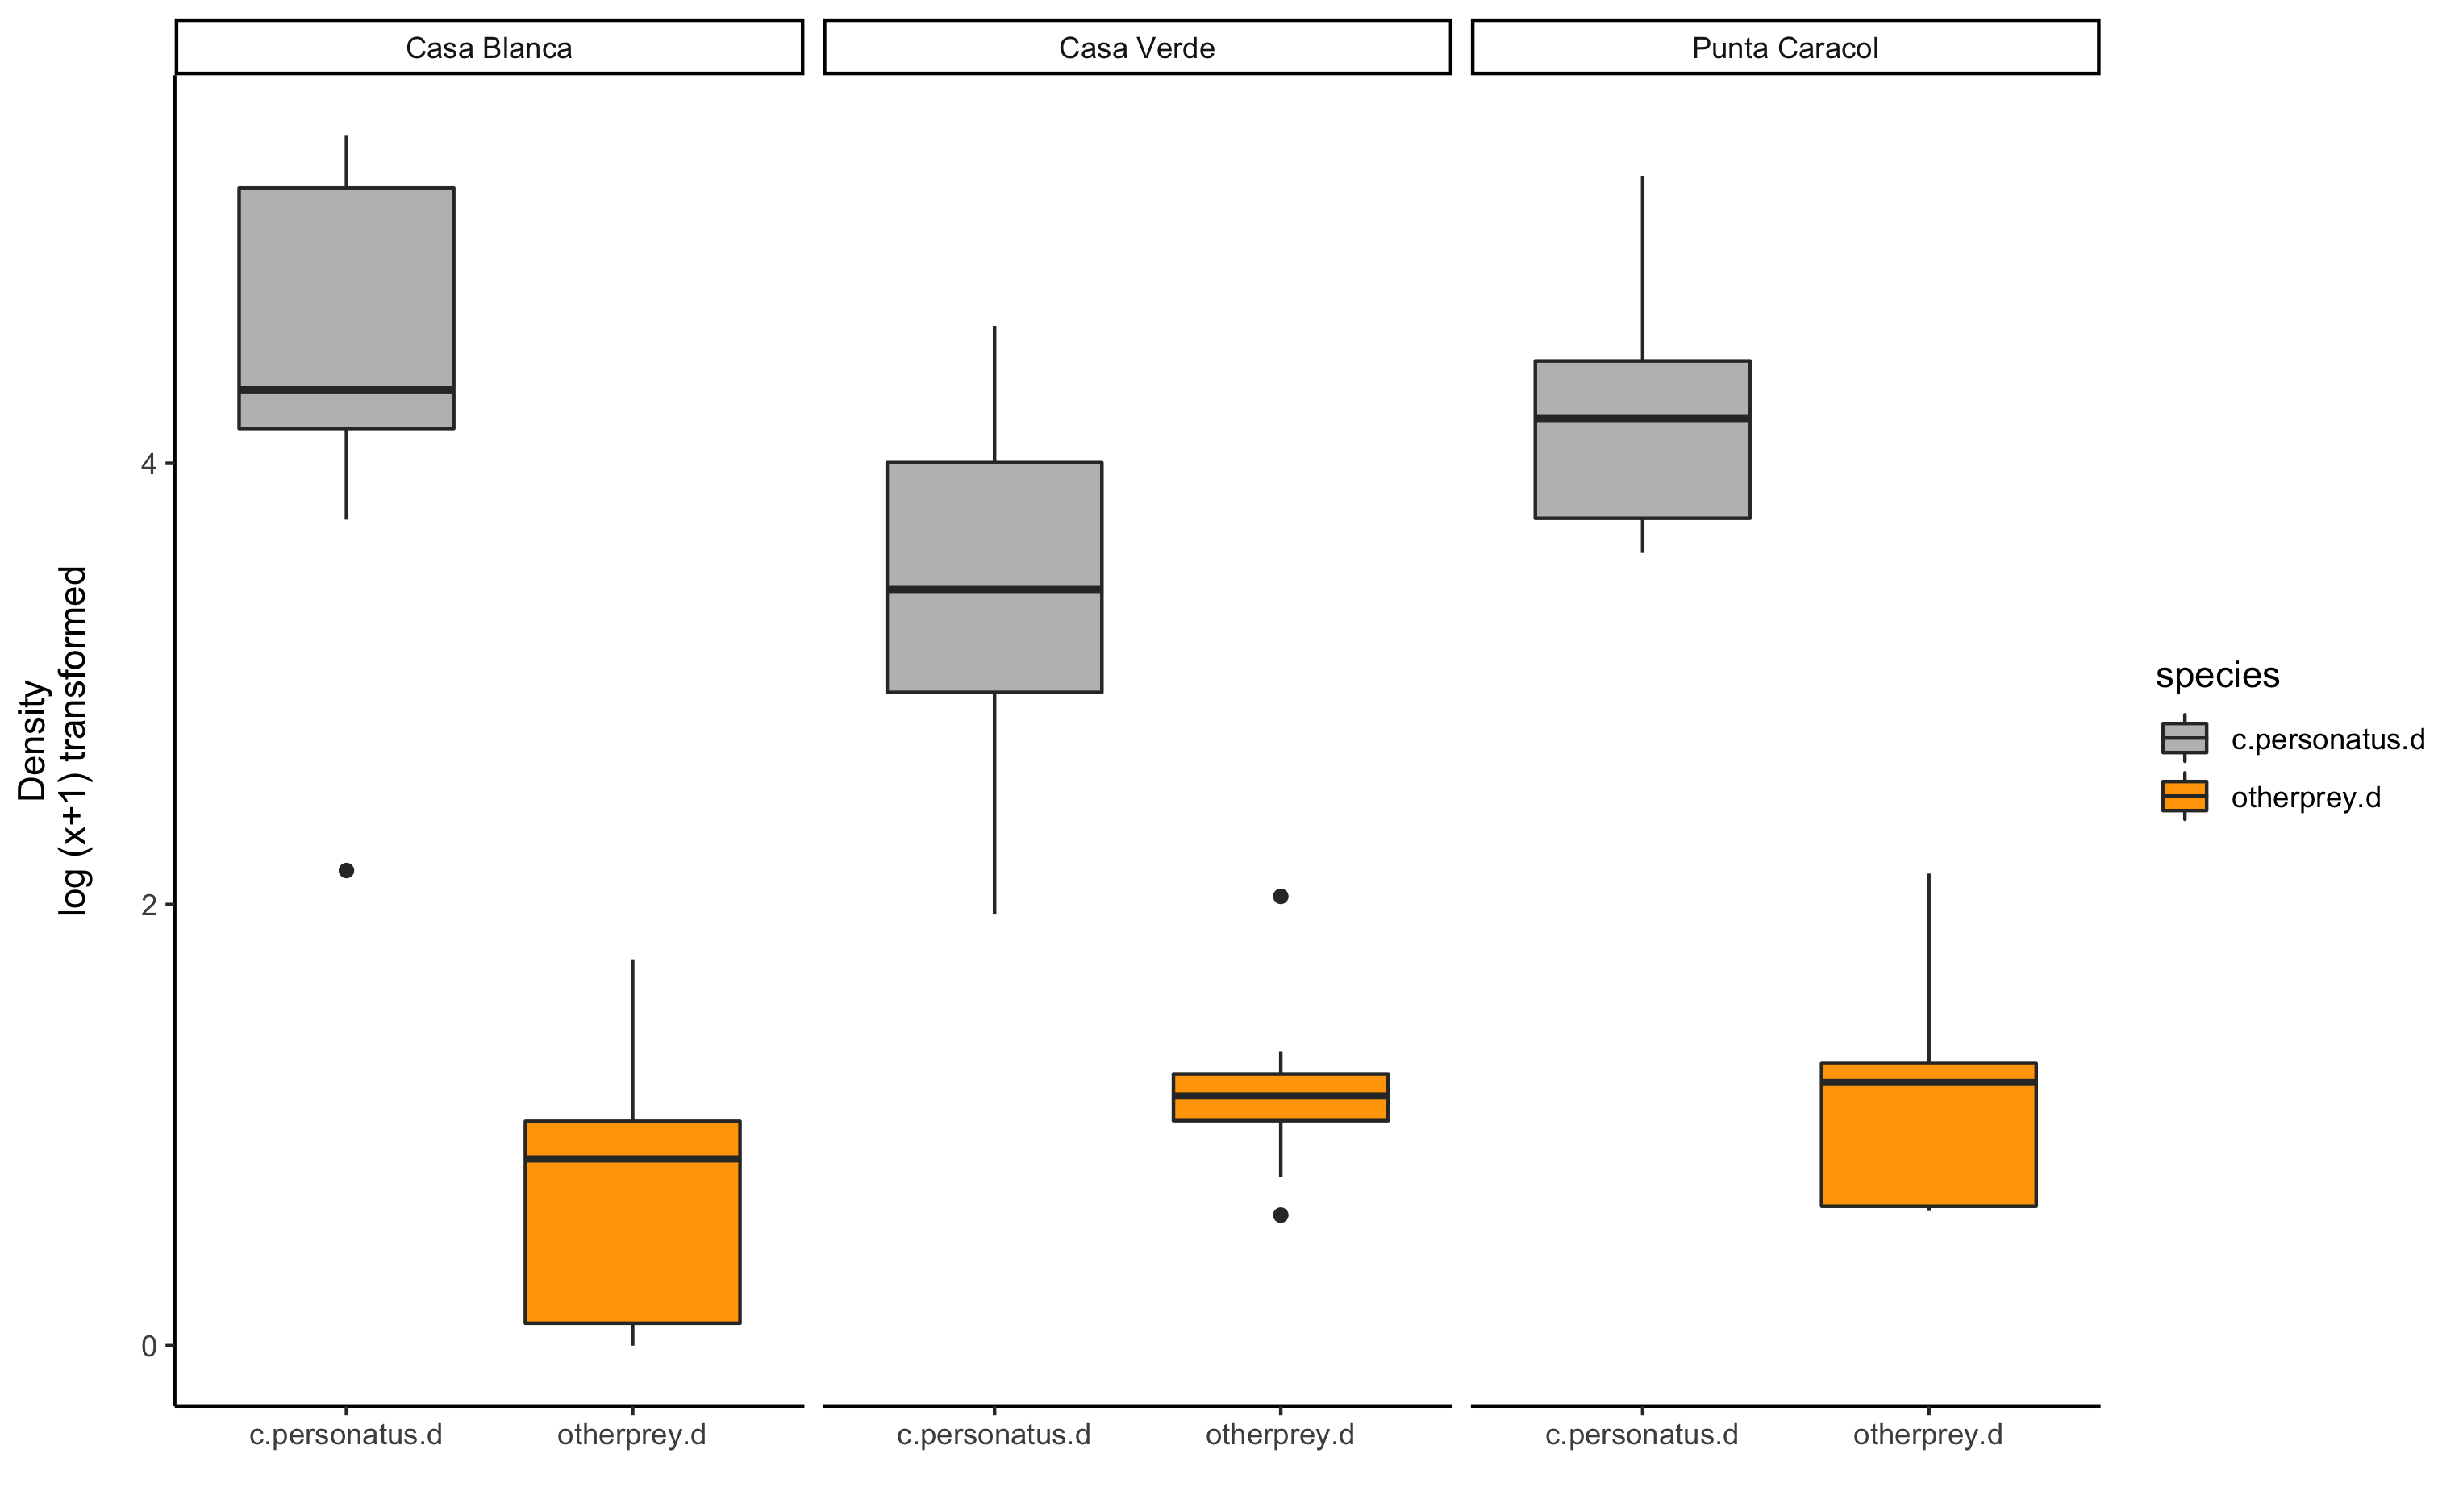 Casa Blanca
Casa Verde
Punta Caracol
Density
log (x+1) transformed
4
2
0
c.personatus.d
otherprey.d
c.personatus.d
otherprey.d
c.personatus.d
otherprey.d
species
c.personatus.d
otherprey.d